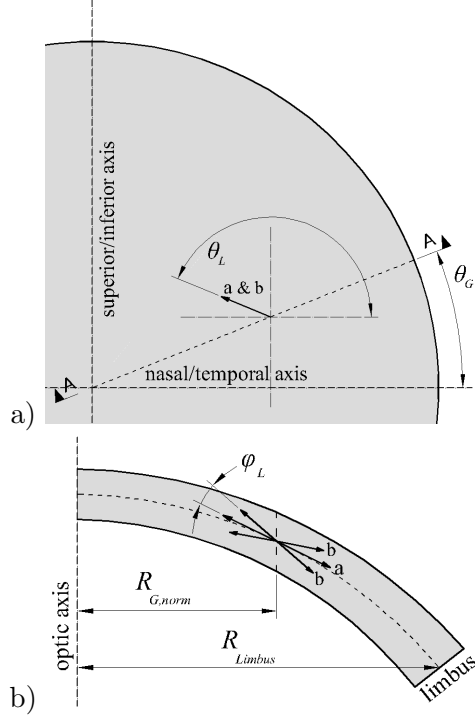 superior/inferior axis
θL
a & b
A
θG
A
nasal/temporal axis
a)
φL
b
a
b
RG,norm
RLimbus
optic axis
limbus
b)